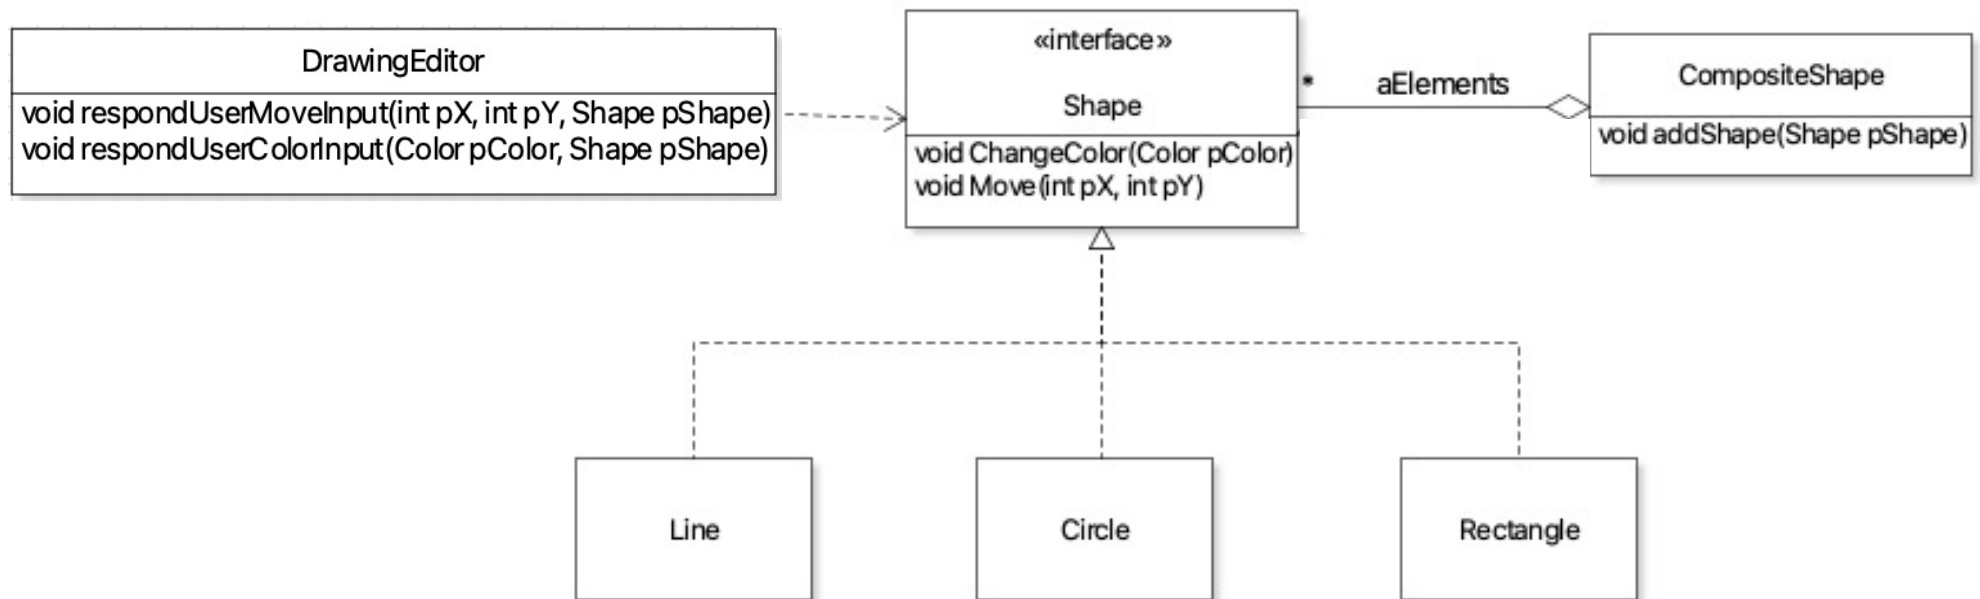 DrawingEditor
void respondUserMoveInput(int pX, int pY, Shape pShape)
void respondUserColorInput(Color pColor, Shape pShape)
«interface»
Shape
void ChangeColor(Color pColor)
void Move(int pX, int pY)
* aElements
CompositeShape
void addShape(Shape pShape)
Line
Circle
Rectangle